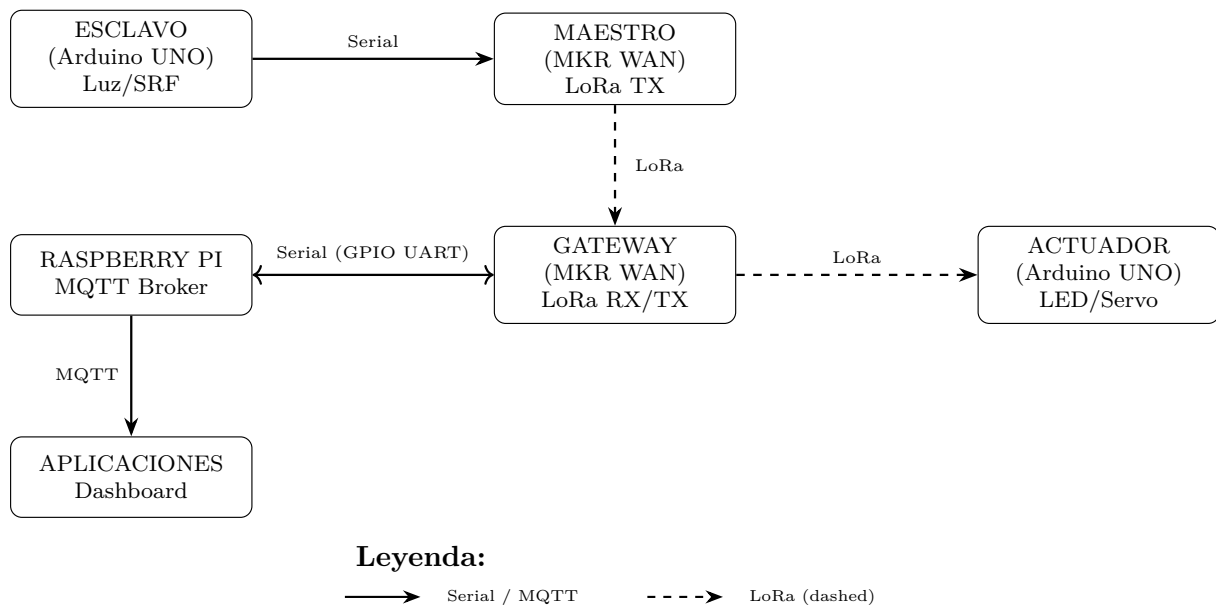 ESCLAVO
(Arduino UNO)
Luz/SRF
Serial
MAESTRO
(MKR WAN)
LoRa TX
LoRa
RASPBERRY PI
MQTT Broker
Serial (GPIO UART)
GATEWAY
(MKR WAN)
LoRa RX/TX
LoRa
ACTUADOR
(Arduino UNO)
LED/Servo
MQTT
APLICACIONES
Dashboard
Leyenda:
Serial / MQTT
LoRa (dashed)